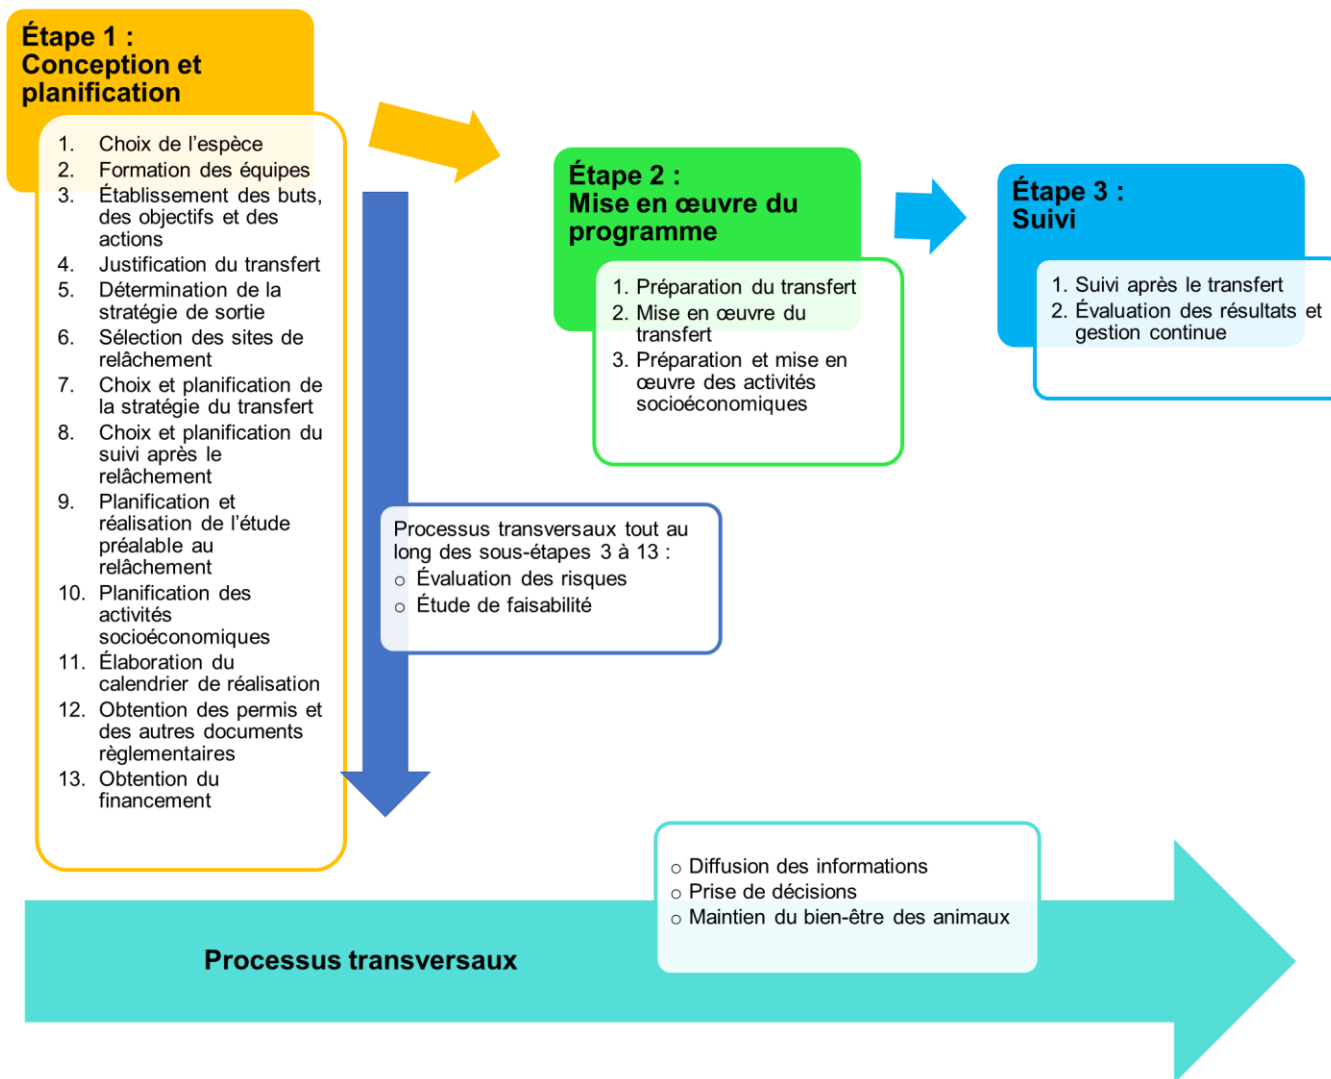 Étape 1 :
Conception et
planification
1. Choix de l'espèce
2. Formation des équipes
3. Établissement des buts,
des objectifs et des
actions
4. Justification du transfert
5. Détermination de la
stratégie de sortie
6. Sélection des sites de
relâchement
7. Choix et planification de
la stratégie du transfert
8. Choix et planification du
suivi après le
relâchement
9. Planification et
réalisation de l'étude
préalable au
relâchement
10. Planification des
activités
socioéconomiques
11. Élaboration du
calendrier de réalisation
12. Obtention des permis et
des autres documents
règlementaires
13. Obtention du
financement
Processus transversaux tout au
long des sous-étapes 3 à 13 :
○ Évaluation des risques
○ Étude de faisabilité
Étape 2 :
Mise en œuvre du
programme
1. Préparation du transfert
2. Mise en œuvre du
transfert
3. Préparation et mise en
œuvre des activités
socioéconomiques
Étape 3 :
Suivi
1. Suivi après le transfert
2. Évaluation des résultats et
gestion continue
Processus transversaux
○ Diffusion des informations
○ Prise de décisions
○ Maintien du bien-être des animaux